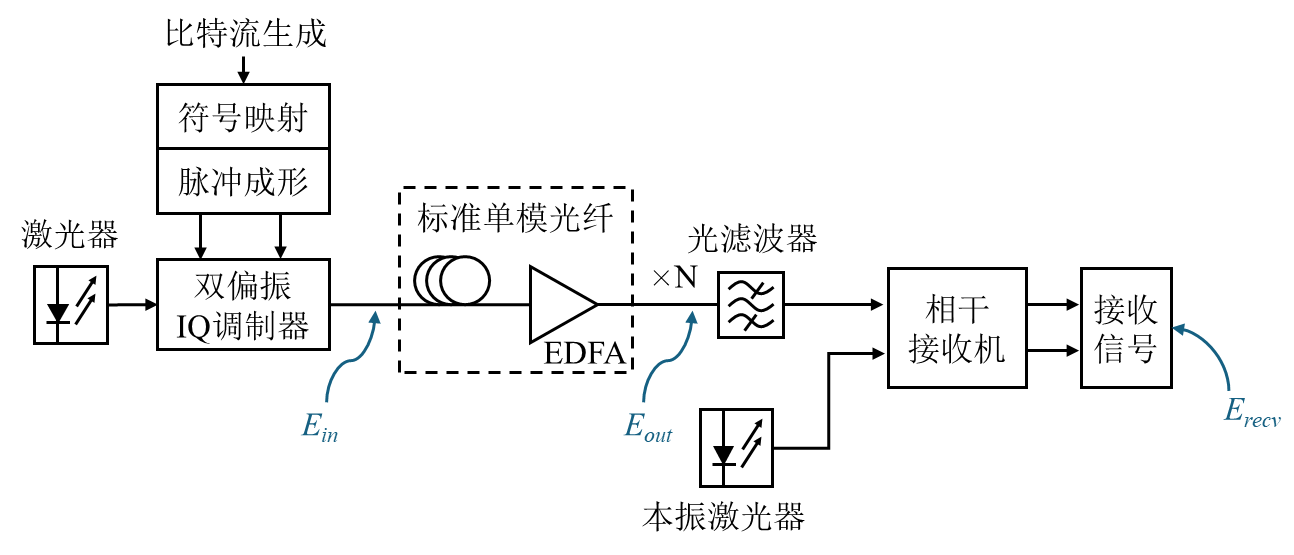 比特流生成
符号映射
脉冲成形
激光器
双偏振
IQ调制器
标准单模光纤
EDFA
×N
光滤波器
相干
接收机
接收
信号
E_in
E_out
E_recv
本振激光器